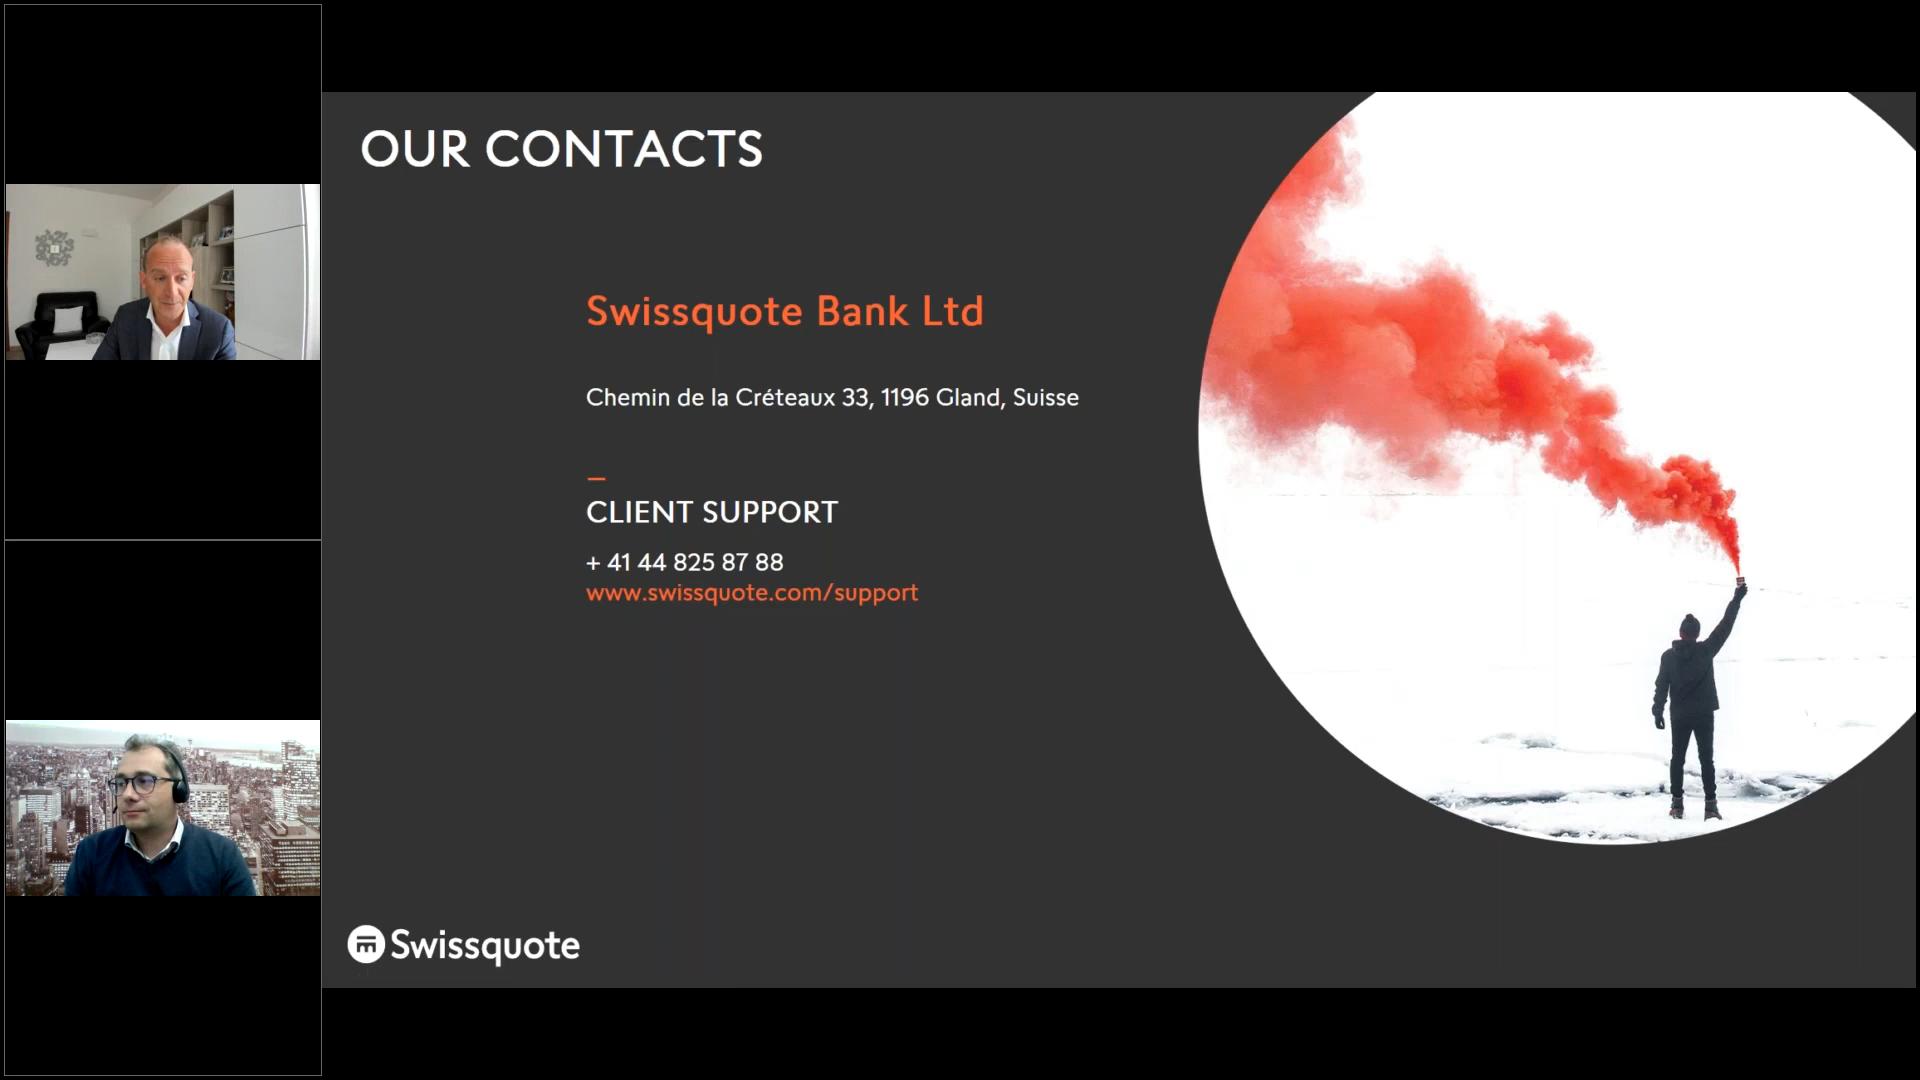 OUR CONTACTS
Swissquote Bank Ltd
Chemin de la Créteaux 33, 1196 Gland, Suisse
CLIENT SUPPORT
+ 41 44 825 87 88
www.swissquote.com/support
Swissquote